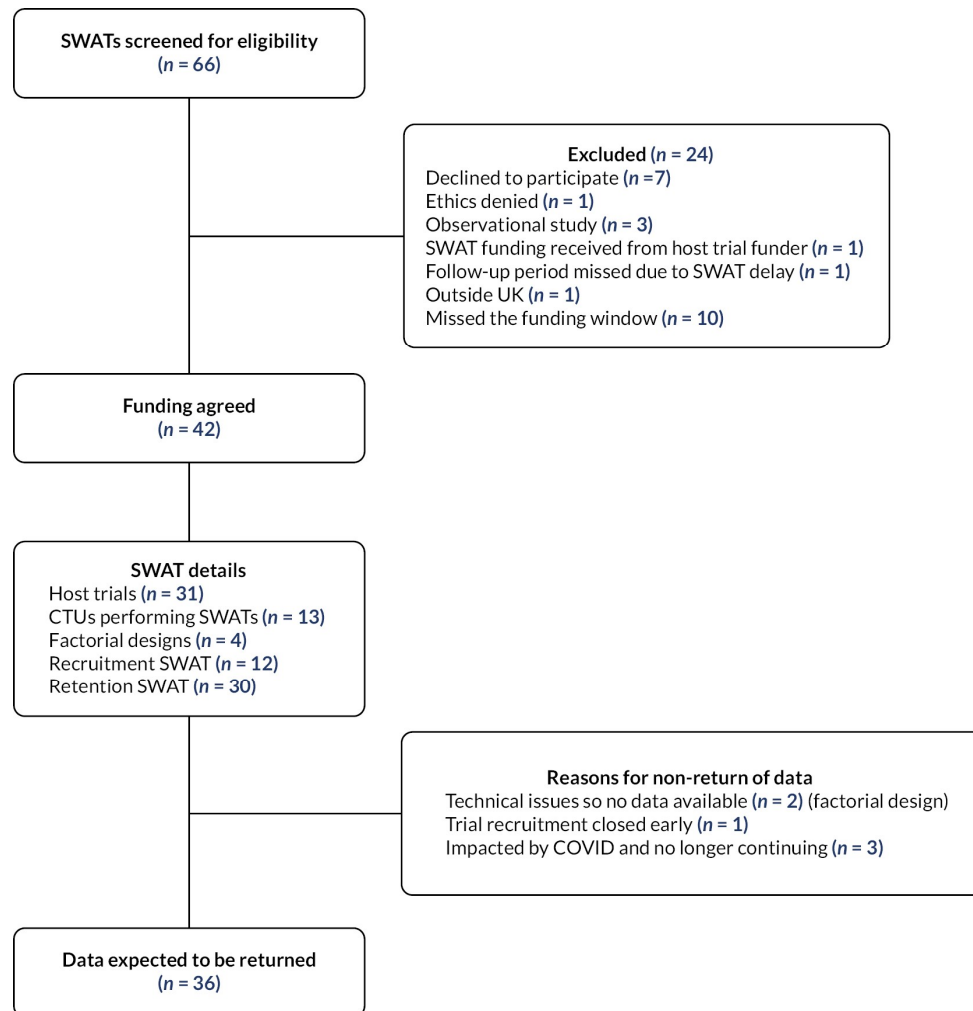 SWATs screened for eligibility
(n = 66)
Excluded (n = 24)
Declined to participate (n =7)
Ethics denied (n = 1)
Observational study (n = 3)
SWAT funding received from host trial funder (n = 1)
Follow-up period missed due to SWAT delay (n = 1)
Outside UK (n = 1)
Missed the funding window (n = 10)
Funding agreed
(n = 42)
SWAT details
Host trials (n = 31)
CTUs performing SWATs (n = 13)
Factorial designs (n = 4)
Recruitment SWAT (n = 12)
Retention SWAT (n = 30)
Reasons for non-return of data
Technical issues so no data available (n = 2) (factorial design)
Trial recruitment closed early (n = 1)
Impacted by COVID and no longer continuing (n = 3)
Data expected to be returned
(n = 36)